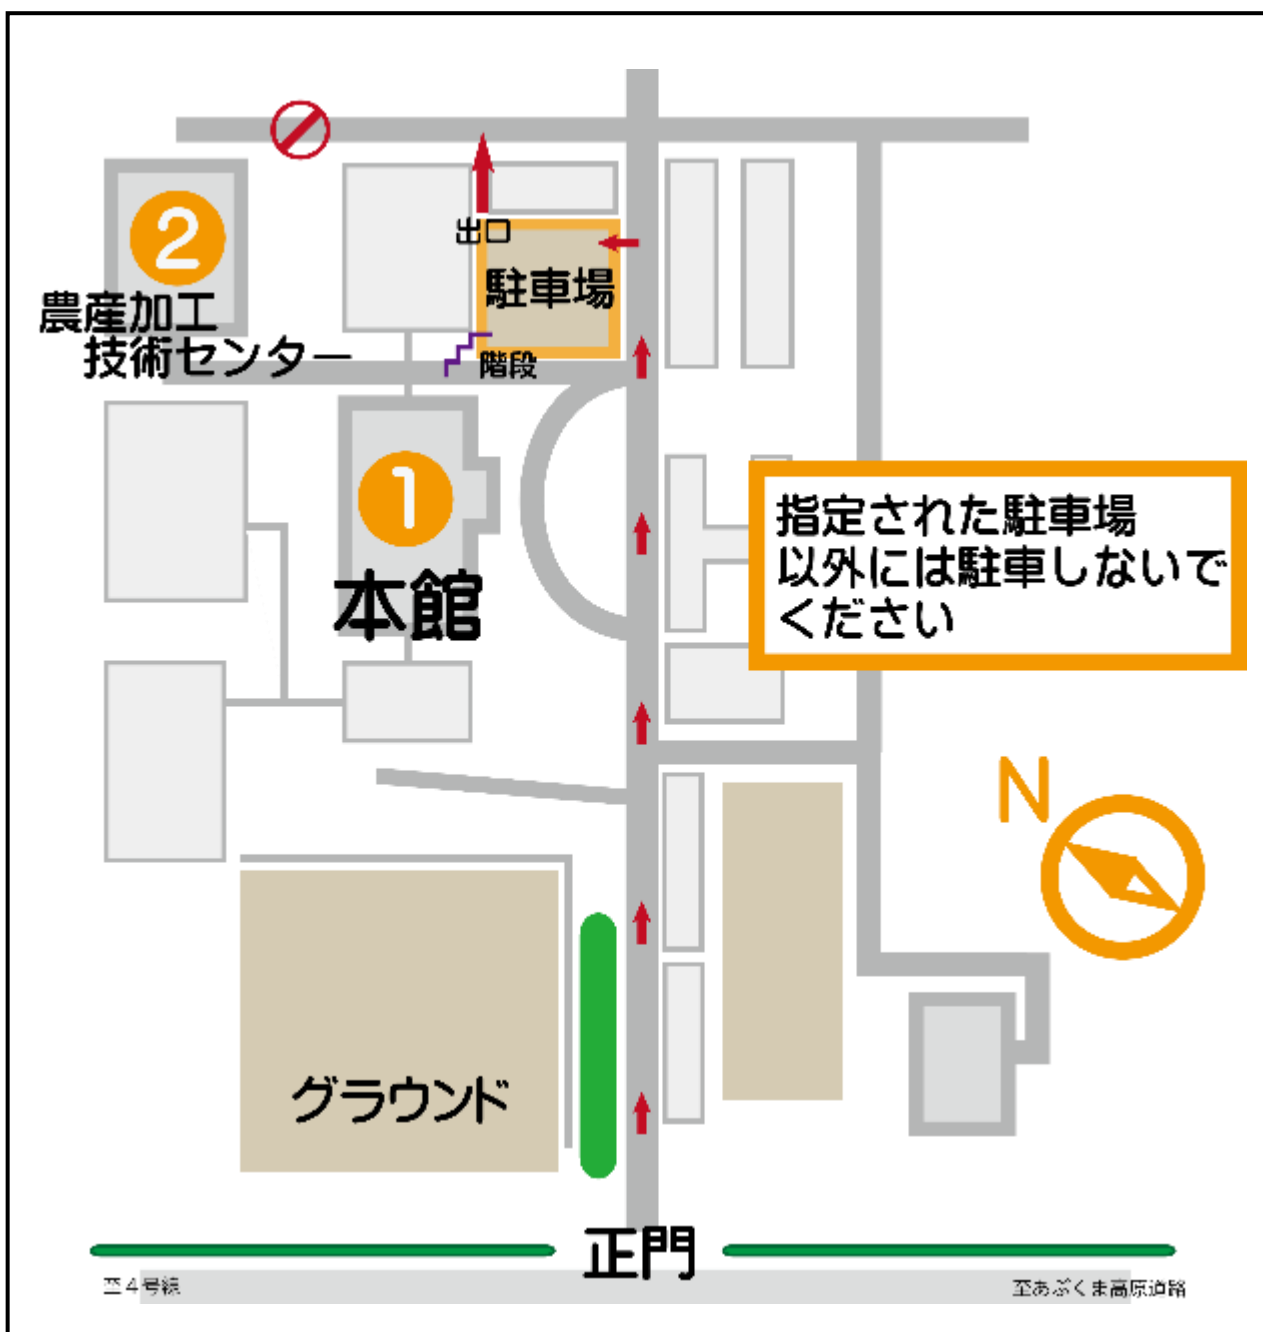 2
出口
駐車場
農産加工
技術センター
階段
1
本館
指定された駐車場
以外には駐車しないで
ください
N
グラウンド
正門
至4号線
至あぶくま高原道路